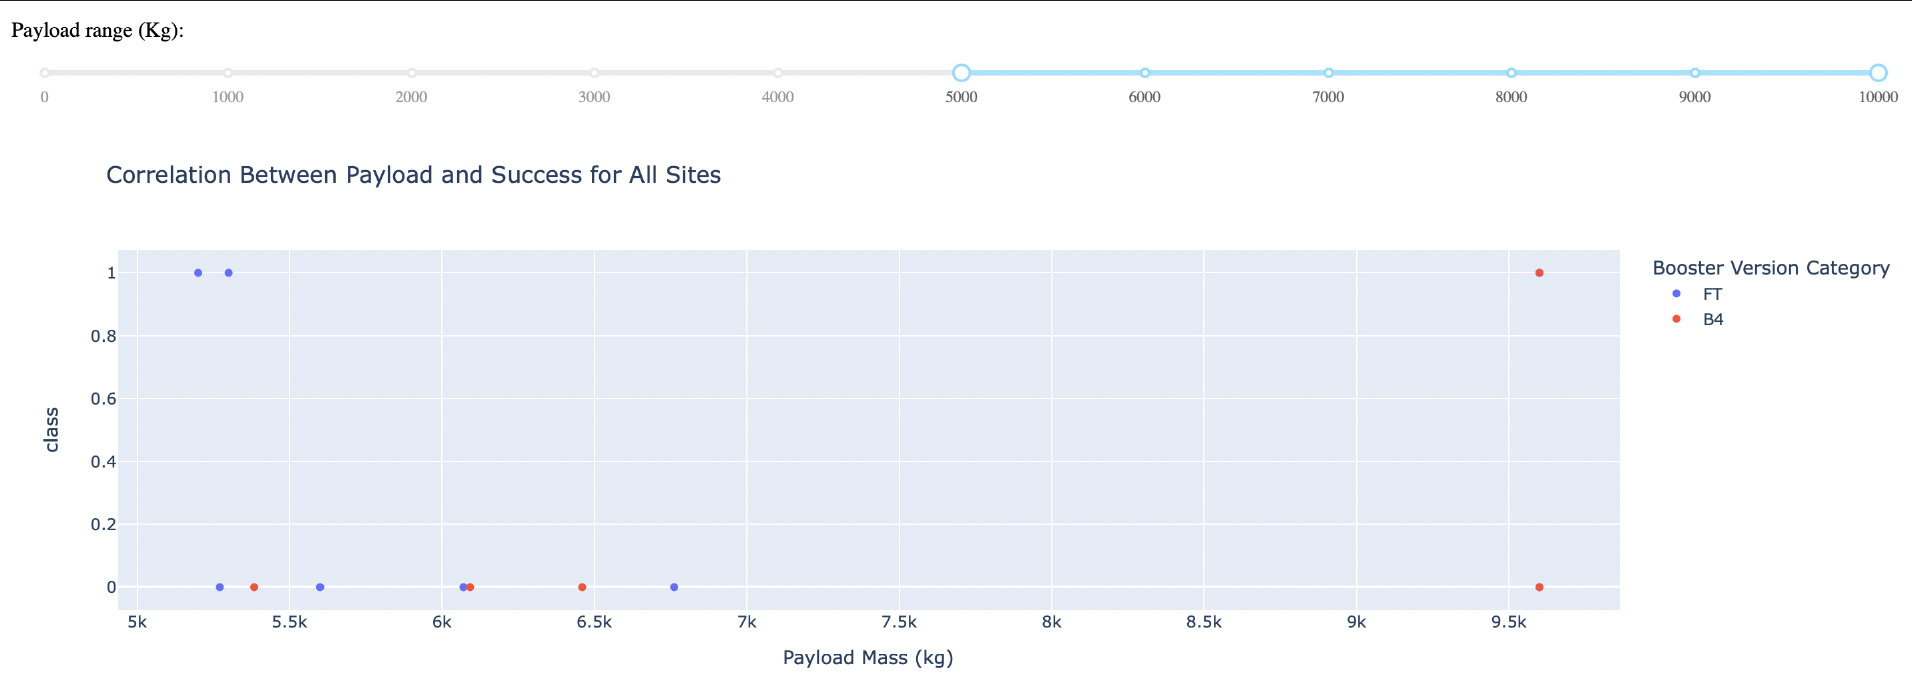 Payload range (Kg):
0 1000 2000 3000 4000 5000 6000 7000 8000 9000 10000
Correlation Between Payload and Success for All Sites
Booster Version Category
FT
B4
1
0.8
0.6
0.4
0.2
0
class
5k 5.5k 6k 6.5k 7k 7.5k 8k 8.5k 9k 9.5k
Payload Mass (kg)